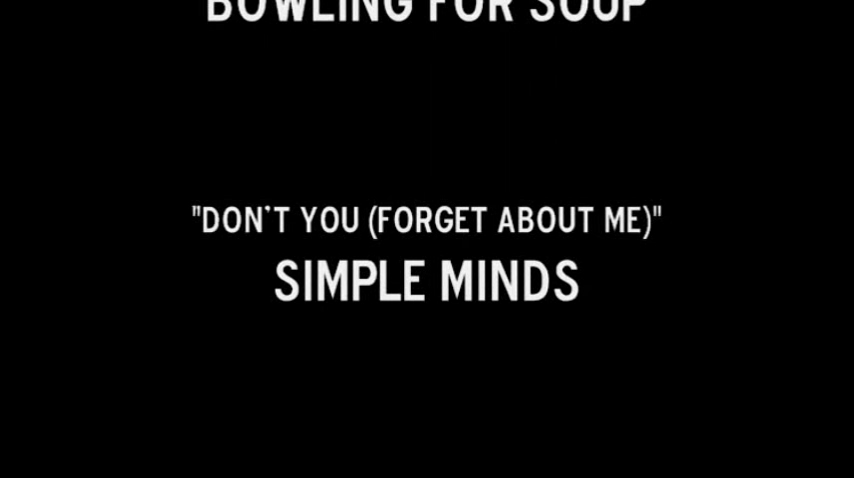 BOWLING FOR SOUP
"DON'T YOU (FORGET ABOUT ME)"
SIMPLE MINDS